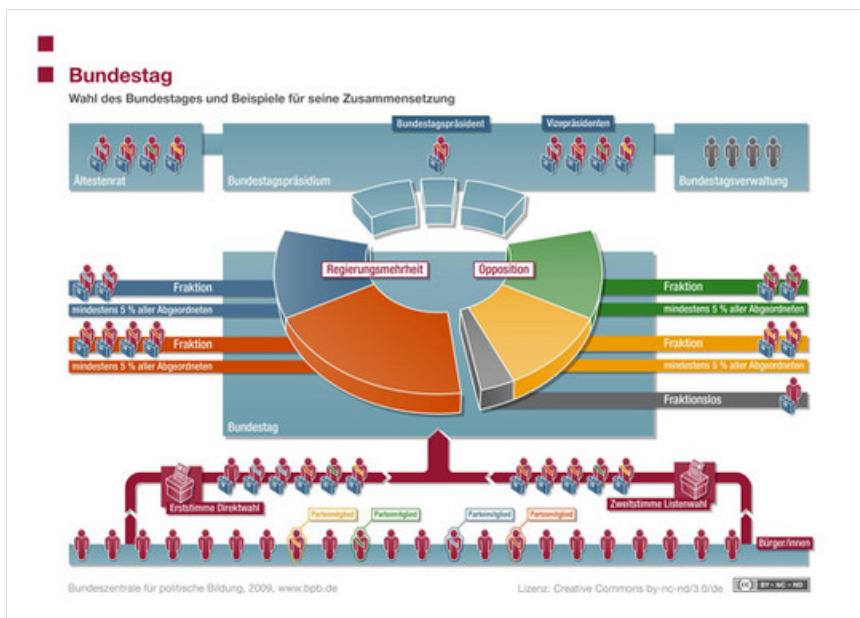 Bundestag
Wahl des Bundestages und Beispiele für seine Zusammensetzung
Bundestagspräsident
Vizepräsidenten
Ältestenrat
Bundestagspräsidium
Bundestagsverwaltung
Regierungsmehrheit
Opposition
Fraktion
mindestens 5 % aller Abgeordneten
Fraktion
mindestens 5 % aller Abgeordneten
Fraktion
mindestens 5 % aller Abgeordneten
Fraktion
mindestens 5 % aller Abgeordneten
Fraktionslos
Bundestag
Erststimme Direktwahl
Zweitstimme Listenwahl
Parteimitglied
Parteimitglied
Parteimitglied
Parteimitglied
Bürger/innen
Bundeszentrale für politische Bildung, 2009, www.bpb.de
Lizenz: Creative Commons by-nc-nd/3.0/de
cc BY - NC - ND